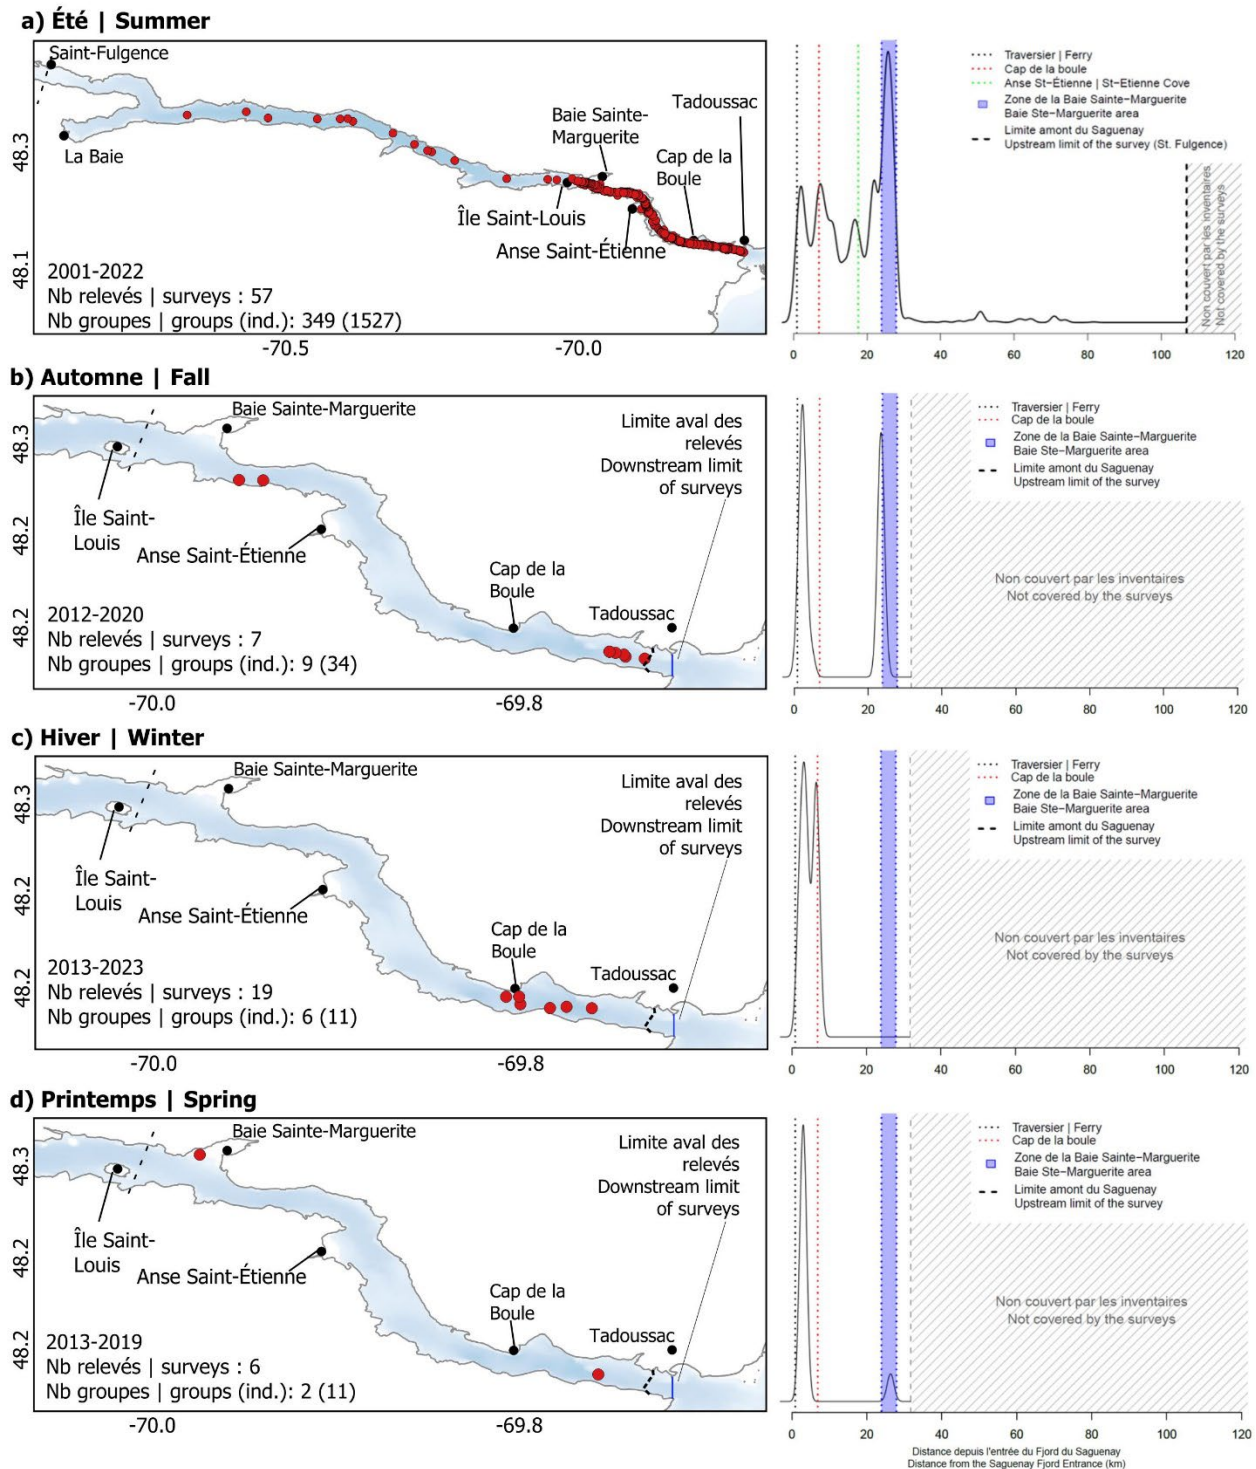 a) Été | Summer
Saint-Fulgence
La Baie
Baie Sainte-
Marguerite
Tadoussac
Cap de la
Boule
Île Saint-Louis
Anse Saint-Étienne
48.3
48.1
2001-2022
Nb relevés | surveys : 57
Nb groupes | groups (ind.): 349 (1527)
-70.5
-70.0
Traversier | Ferry
Cap de la boule
Anse St-Étienne | St-Etienne Cove
Zone de la Baie Sainte-Marguerite
Baie Ste-Marguerite area
Limite amont du Saguenay
Upstream limit of the survey (St. Fulgence)
Non couvert par les inventaires
Not covered by the surveys
0 20 40 60 80 100 120
b) Automne | Fall
Baie Sainte-Marguerite
Limite aval des
relevés
Downstream limit
of surveys
Île Saint-
Louis
Anse Saint-Étienne
Cap de la
Boule
Tadoussac
48.3
48.2
48.2
2012-2020
Nb relevés | surveys : 7
Nb groupes | groups (ind.): 9 (34)
-70.0
-69.8
Traversier | Ferry
Cap de la boule
Zone de la Baie Sainte-Marguerite
Baie Ste-Marguerite area
Limite amont du Saguenay
Upstream limit of the survey
Non couvert par les inventaires
Not covered by the surveys
0 20 40 60 80 100 120
c) Hiver | Winter
Baie Sainte-Marguerite
Limite aval des
relevés
Downstream limit
of surveys
Île Saint-
Louis
Anse Saint-Étienne
Cap de la
Boule
Tadoussac
48.3
48.2
48.2
2013-2023
Nb relevés | surveys : 19
Nb groupes | groups (ind.): 6 (11)
-70.0
-69.8
Traversier | Ferry
Cap de la boule
Zone de la Baie Sainte-Marguerite
Baie Ste-Marguerite area
Limite amont du Saguenay
Upstream limit of the survey
Non couvert par les inventaires
Not covered by the surveys
0 20 40 60 80 100 120
d) Printemps | Spring
Baie Sainte-Marguerite
Limite aval des
relevés
Downstream limit
of surveys
Île Saint-
Louis
Anse Saint-Étienne
Cap de la
Boule
Tadoussac
48.3
48.2
48.2
2013-2019
Nb relevés | surveys : 6
Nb groupes | groups (ind.): 2 (11)
-70.0
-69.8
Traversier | Ferry
Cap de la boule
Zone de la Baie Sainte-Marguerite
Baie Ste-Marguerite area
Limite amont du Saguenay
Upstream limit of the survey
Non couvert par les inventaires
Not covered by the surveys
0 20 40 60 80 100 120
Distance depuis l'entrée du Fjord du Saguenay
Distance from the Saguenay Fjord Entrance (km)